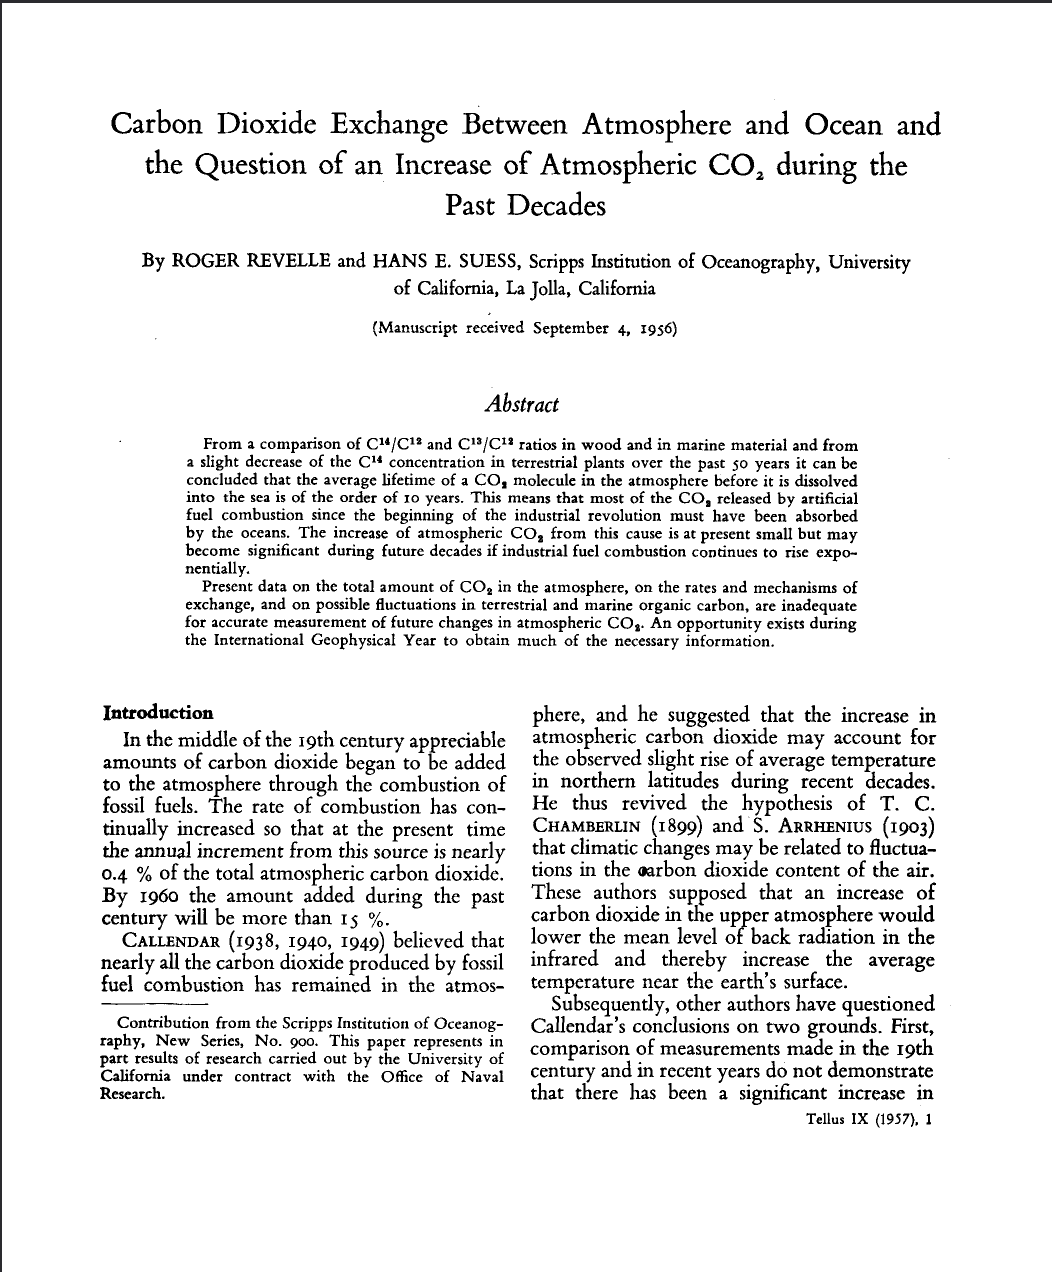 Carbon Dioxide Exchange Between Atmosphere and Ocean and
the Question of an Increase of Atmospheric CO₂ during the
Past Decades
By ROGER REVELLE and HANS E. SUESS, Scripps Institution of Oceanography, University
of California, La Jolla, California
(Manuscript received September 4, 1956)
Abstract
From a comparison of C¹⁴/C¹² and C¹³/C¹² ratios in wood and in marine material and from
a slight decrease of the C¹⁴ concentration in terrestrial plants over the past 50 years it can be
concluded that the average lifetime of a CO₂ molecule in the atmosphere before it is dissolved
into the sea is of the order of 10 years. This means that most of the CO₂ released by artificial
fuel combustion since the beginning of the industrial revolution must have been absorbed
by the oceans. The increase of atmospheric CO₂ from this cause is at present small but may
become significant during future decades if industrial fuel combustion continues to rise expo-
nentially.
Present data on the total amount of CO₂ in the atmosphere, on the rates and mechanisms of
exchange, and on possible fluctuations in terrestrial and marine organic carbon, are inadequate
for accurate measurement of future changes in atmospheric CO₂. An opportunity exists during
the International Geophysical Year to obtain much of the necessary information.
Introduction
In the middle of the 19th century appreciable
amounts of carbon dioxide began to be added
to the atmosphere through the combustion of
fossil fuels. The rate of combustion has con-
tinually increased so that at the present time
the annual increment from this source is nearly
0.4 % of the total atmospheric carbon dioxide.
By 1960 the amount added during the past
century will be more than 15 %.
CALLENDAR (1938, 1940, 1949) believed that
nearly all the carbon dioxide produced by fossil
fuel combustion has remained in the atmos-
Contribution from the Scripps Institution of Oceanog-
raphy, New Series, No. 900. This paper represents in
part results of research carried out by the University of
California under contract with the Office of Naval
Research.
phere, and he suggested that the increase in
atmospheric carbon dioxide may account for
the observed slight rise of average temperature
in northern latitudes during recent decades.
He thus revived the hypothesis of T. C.
CHAMBERLIN (1899) and S. ARRHENIUS (1903)
that climatic changes may be related to fluctua-
tions in the carbon dioxide content of the air.
These authors supposed that an increase of
carbon dioxide in the upper atmosphere would
lower the mean level of back radiation in the
infrared and thereby increase the average
temperature near the earth's surface.
Subsequently, other authors have questioned
Callendar's conclusions on two grounds. First,
comparison of measurements made in the 19th
century and in recent years do not demonstrate
that there has been a significant increase in
Tellus IX (1957), 1